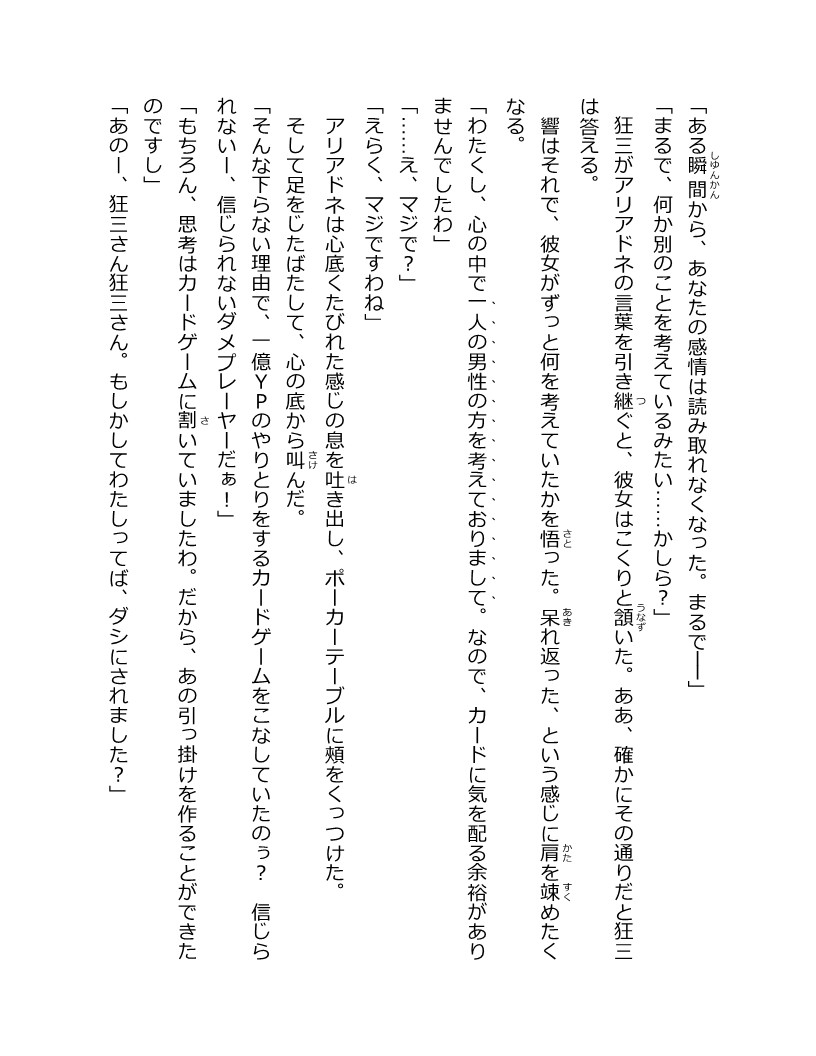 「ある瞬間から、あなたの感情は読み取れなくなった。まるで──」
「まるで、何か別のことを考えているみたい……かしら？」
　狂三がアリアドネの言葉を引き継ぐと、彼女はこくりと頷いた。ああ、確かにその通りだと狂三
は答える。
　響はそれで、彼女がずっと何を考えていたかを悟った。呆れ返った、という感じに肩を竦めたく
なる。
「わたくし、心の中で一人の男性の方を考えておりまして。なので、カードに気を配る余裕があり
ませんでしたわ」
「……え、マジで？」
「えらく、マジですわね」
　アリアドネは心底くたびれた感じの息を吐き出し、ポーカーテーブルに頰をくっつけた。
そして足をじたばたして、心の底から叫んだ。
「そんな下らない理由で、一億ＹＰのやりとりをするカードゲームをこなしていたのぅ？　信じら
れないー、信じられないダメプレーヤーだぁ！」
「もちろん、思考はカードゲームに割いていましたわ。だから、あの引っ掛けを作ることができた
のですし」
「あのー、狂三さん狂三さん。もしかしてわたしってば、ダシにされました？」